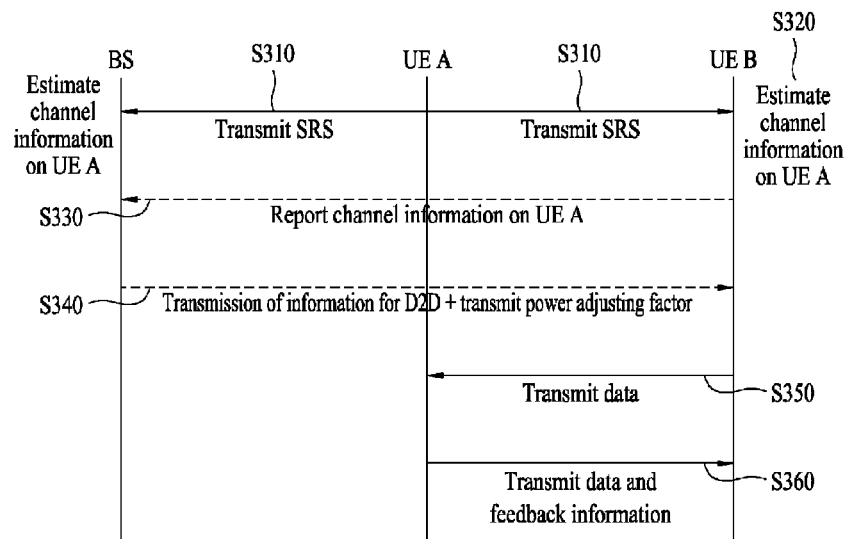 S320
BS
S310
UE A
S310
UE B
Estimate
channel
information
on UE A
Transmit SRS
Transmit SRS
Estimate
channel
information
on UE A
S330
Report channel information on UE A
S340
Transmission of information for D2D + transmit power adjusting factor
Transmit data
S350
Transmit data and
feedback information
S360